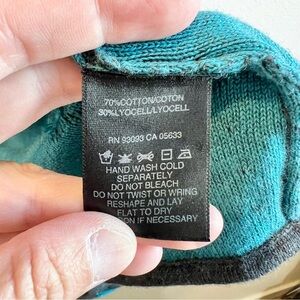 70%COTTON/COTON
30%LYOCELL/LYOCELL
RN 93093 CA 05633
HAND WASH COLD
SEPARATELY
DO NOT BLEACH
DO NOT TWIST OR WRING
RESHAPE AND LAY
FLAT TO DRY
IF NECESSARY